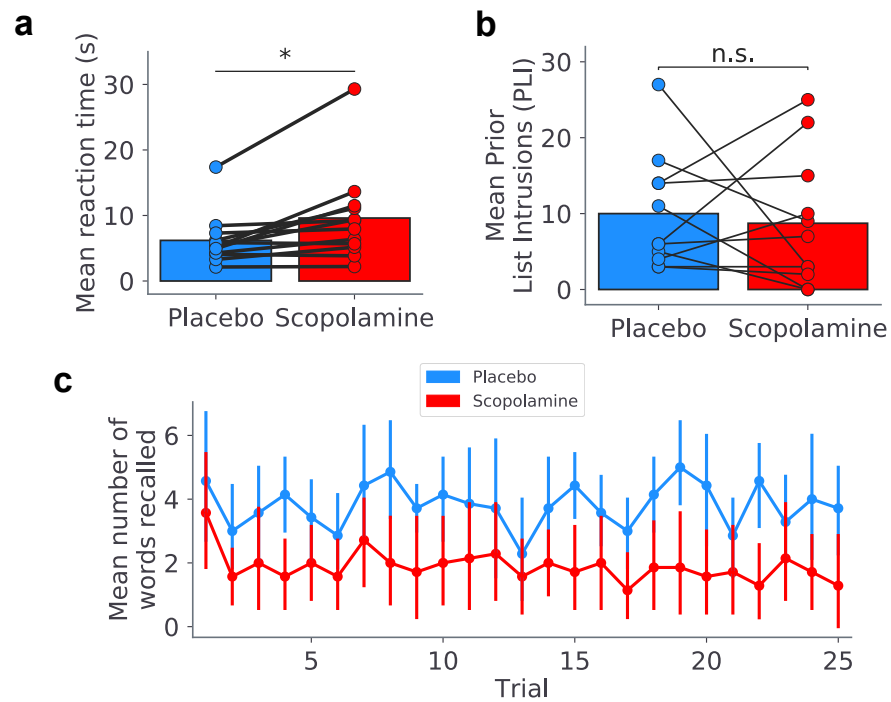 a
Mean reaction time (s)
30
20
10
0
*
Placebo
Scopolamine
b
Mean Prior
List Intrusions (PLI)
30
20
10
0
n.s.
Placebo
Scopolamine
c
Placebo
Scopolamine
Mean number of
words recalled
6
4
2
0
5
10
15
20
25
Trial